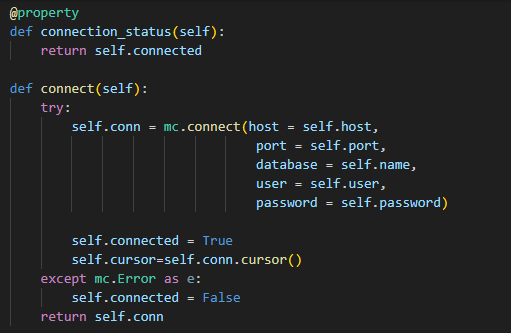 @property
def connection_status(self):
    return self.connected
def connect(self):
    try:
        self.conn = mc.connect(host = self.host,
                                port = self.port,
                                database = self.name,
                                user = self.user,
                                password = self.password)
        self.connected = True
        self.cursor=self.conn.cursor()
    except mc.Error as e:
        self.connected = False
    return self.conn